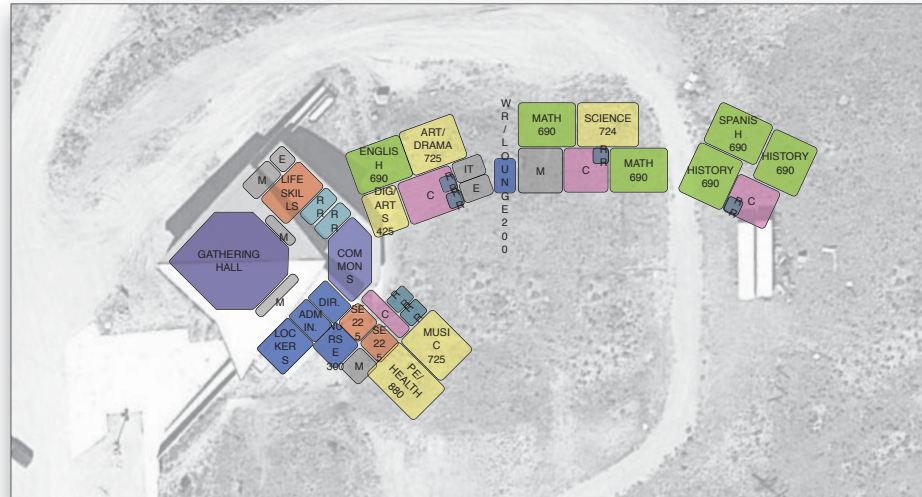 W
R
/
L
O
U
N
G
E
2
0
0
MATH
690
SCIENCE
724
M
C
R
R
MATH
690
SPANIS
H
690
HISTORY
690
HISTORY
690
C
R
R
ART/
DRAMA
725
ENGLIS
H
690
DIG/
ART
S
425
C
IT
E
R
R
R
R
E
M
LIFE
SKIL
LS
R
R
R
R
M
GATHERING
HALL
COM
MON
S
M
DIR.
ADM
IN.
LOC
KER
S
NU
RS
E
300
SE
22
5
SE
22
5
M
C
R
R
R
R
MUSI
C
725
PE/
HEALTH
880